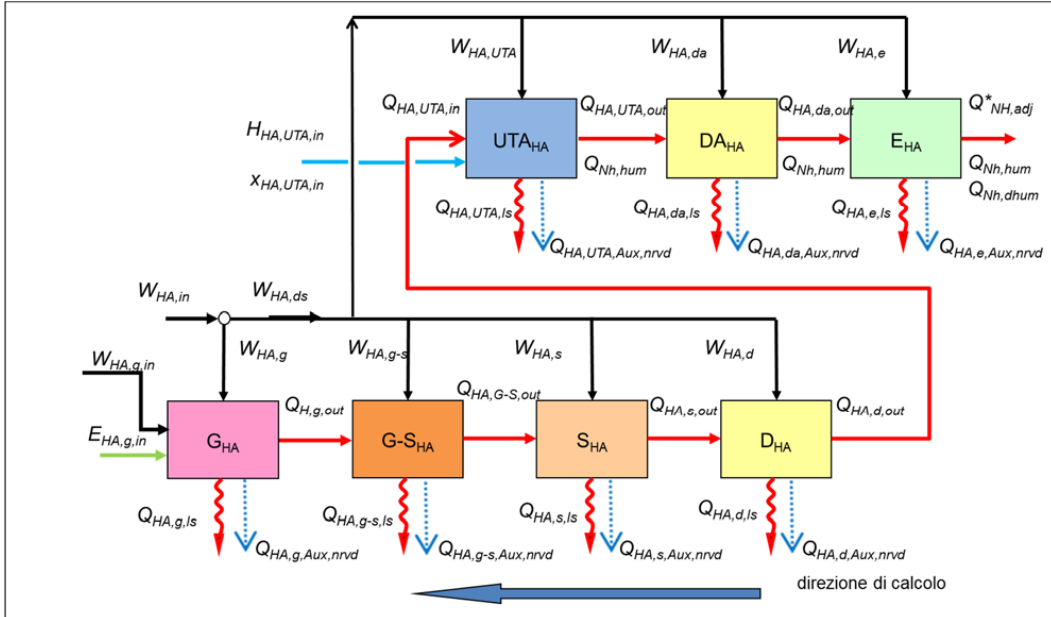 W_HA,UTA W_HA,da W_HA,e
Q_HA,UTA,in Q_HA,UTA,out Q_HA,da,out Q*_NH,adj
H_HA,UTA,in
UTA_HA DA_HA E_HA
x_HA,UTA,in
Q_Nh,hum Q_Nh,hum Q_Nh,hum
Q_Nh,dhum
Q_HA,UTA,ls Q_HA,da,ls Q_HA,e,ls
Q_HA,UTA,Aux,nrvd Q_HA,da,Aux,nrvd Q_HA,e,Aux,nrvd
W_HA,in W_HA,ds
W_HA,g W_HA,g-s W_HA,s W_HA,d
W_HA,g,in
Q_H,g,out Q_HA,G-S,out Q_HA,s,out Q_HA,d,out
E_HA,g,in
G_HA G-S_HA S_HA D_HA
Q_HA,g,ls Q_HA,g-s,ls Q_HA,s,ls Q_HA,d,ls
Q_HA,g,Aux,nrvd Q_HA,g-s,Aux,nrvd Q_HA,s,Aux,nrvd Q_HA,d,Aux,nrvd
direzione di calcolo